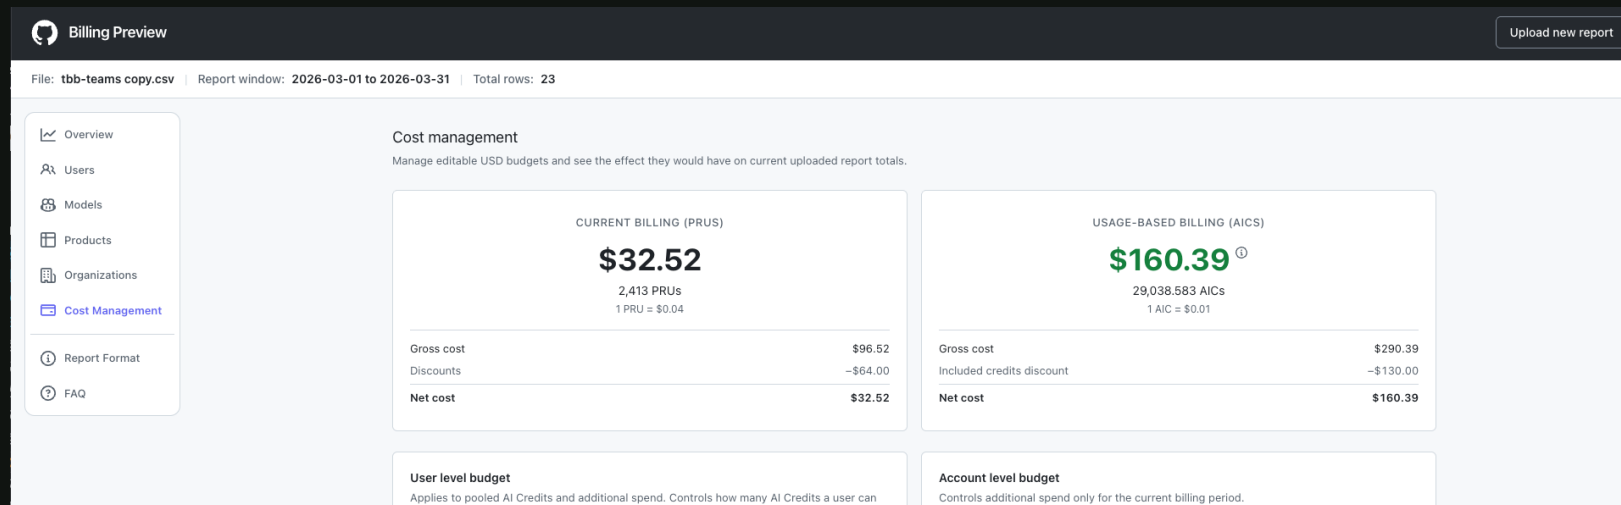 Billing Preview
Upload new report
File: tbb-teams copy.csv | Report window: 2026-03-01 to 2026-03-31 | Total rows: 23
Overview
Users
Models
Products
Organizations
Cost Management
Report Format
FAQ
Cost management
Manage editable USD budgets and see the effect they would have on current uploaded report totals.
CURRENT BILLING (PRUS)
$32.52
2,413 PRUs
1 PRU = $0.04
Gross cost $96.52
Discounts –$64.00
Net cost $32.52
USAGE-BASED BILLING (AICS)
$160.39
29,038.583 AICs
1 AIC = $0.01
Gross cost $290.39
Included credits discount –$130.00
Net cost $160.39
User level budget
Applies to pooled AI Credits and additional spend. Controls how many AI Credits a user can
Account level budget
Controls additional spend only for the current billing period.